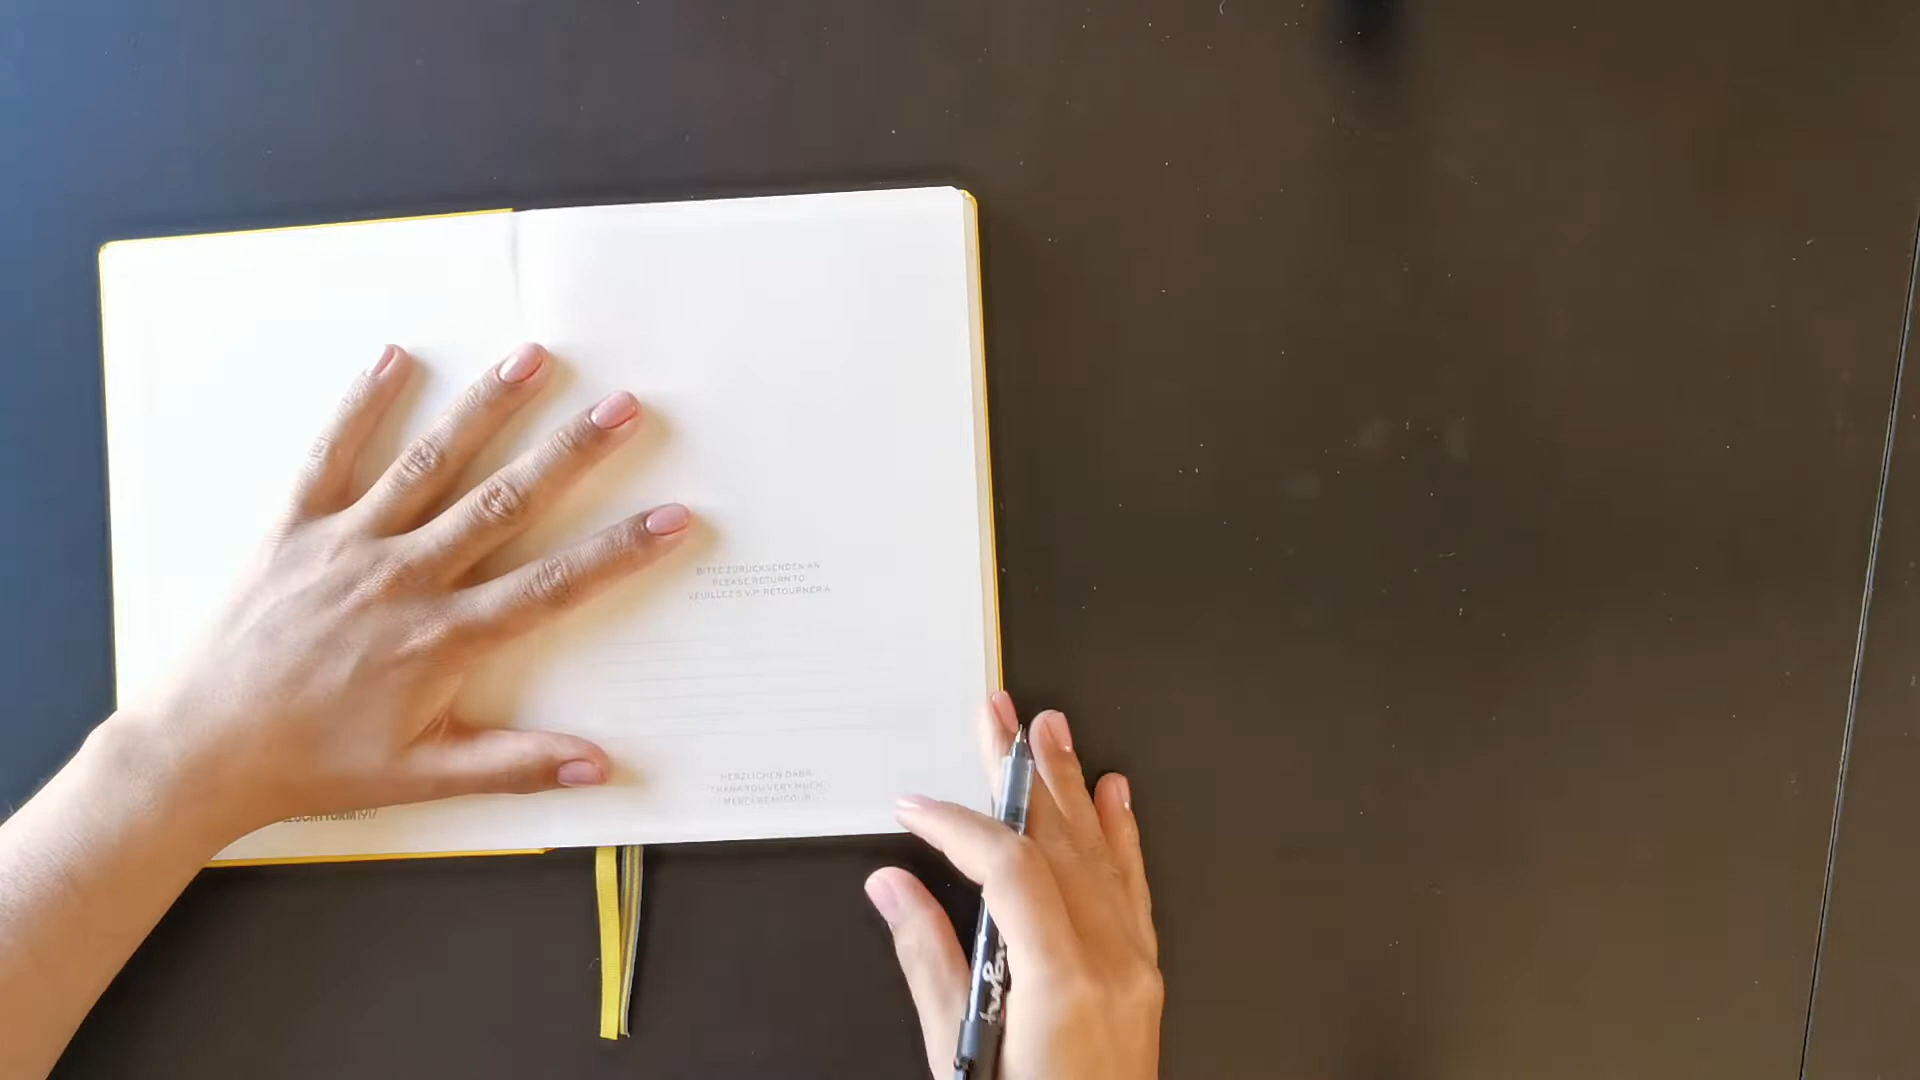 BITTE ZURÜCKSENDEN AN
PLEASE RETURN TO
VEUILLEZ S.V.P. RETOURNER À
HERZLICHEN DANK
THANK YOU VERY MUCH
MERCI BEAUCOUP
LEUCHTTURM1917